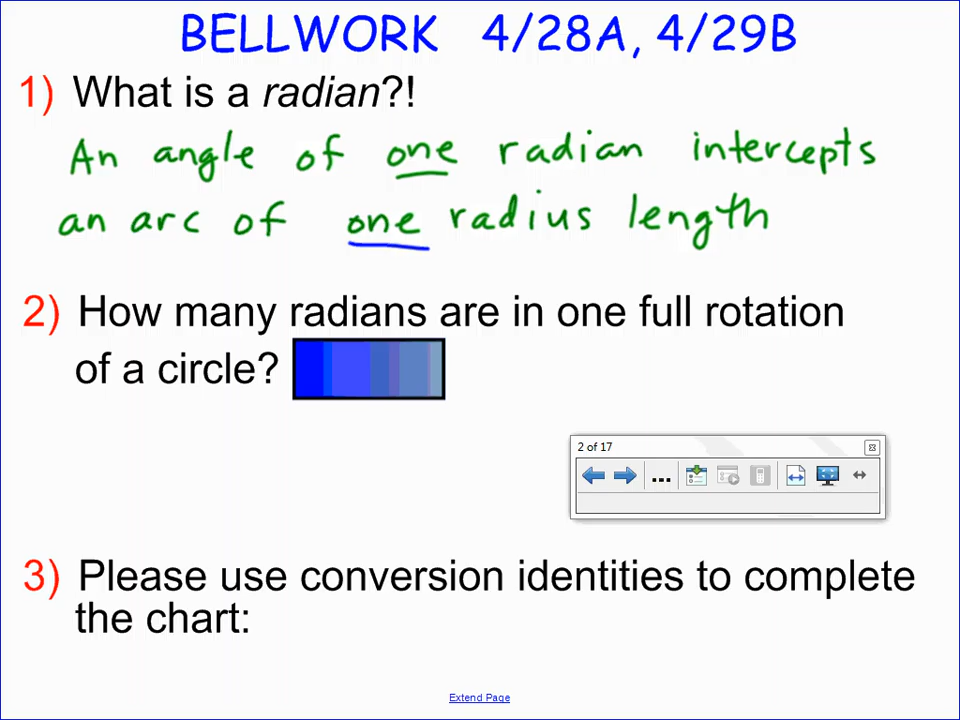 BELLWORK 4/28A, 4/29B
1) What is a radian?!
An angle of one radian intercepts
an arc of one radius length
2) How many radians are in one full rotation
of a circle?
2 of 17
...
3) Please use conversion identities to complete
the chart:
Extend Page